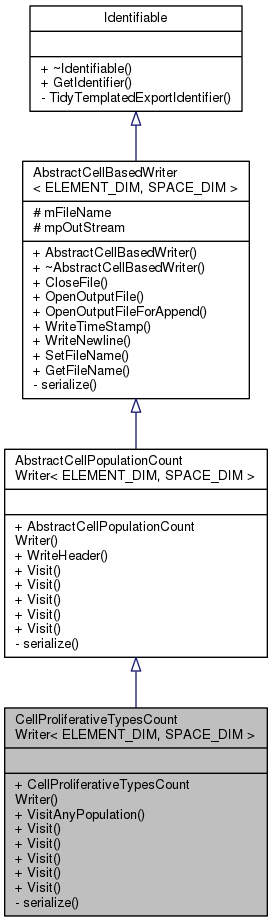 Identifiable
+ ~Identifiable()
+ GetIdentifier()
- TidyTemplatedExportIdentifier()
AbstractCellBasedWriter
< ELEMENT_DIM, SPACE_DIM >
# mFileName
# mpOutStream
+ AbstractCellBasedWriter()
+ ~AbstractCellBasedWriter()
+ CloseFile()
+ OpenOutputFile()
+ OpenOutputFileForAppend()
+ WriteTimeStamp()
+ WriteNewline()
+ SetFileName()
+ GetFileName()
- serialize()
AbstractCellPopulationCount
Writer< ELEMENT_DIM, SPACE_DIM >
+ AbstractCellPopulationCount
Writer()
+ WriteHeader()
+ Visit()
+ Visit()
+ Visit()
+ Visit()
+ Visit()
- serialize()
CellProliferativeTypesCount
Writer< ELEMENT_DIM, SPACE_DIM >
+ CellProliferativeTypesCount
Writer()
+ VisitAnyPopulation()
+ Visit()
+ Visit()
+ Visit()
+ Visit()
+ Visit()
- serialize()